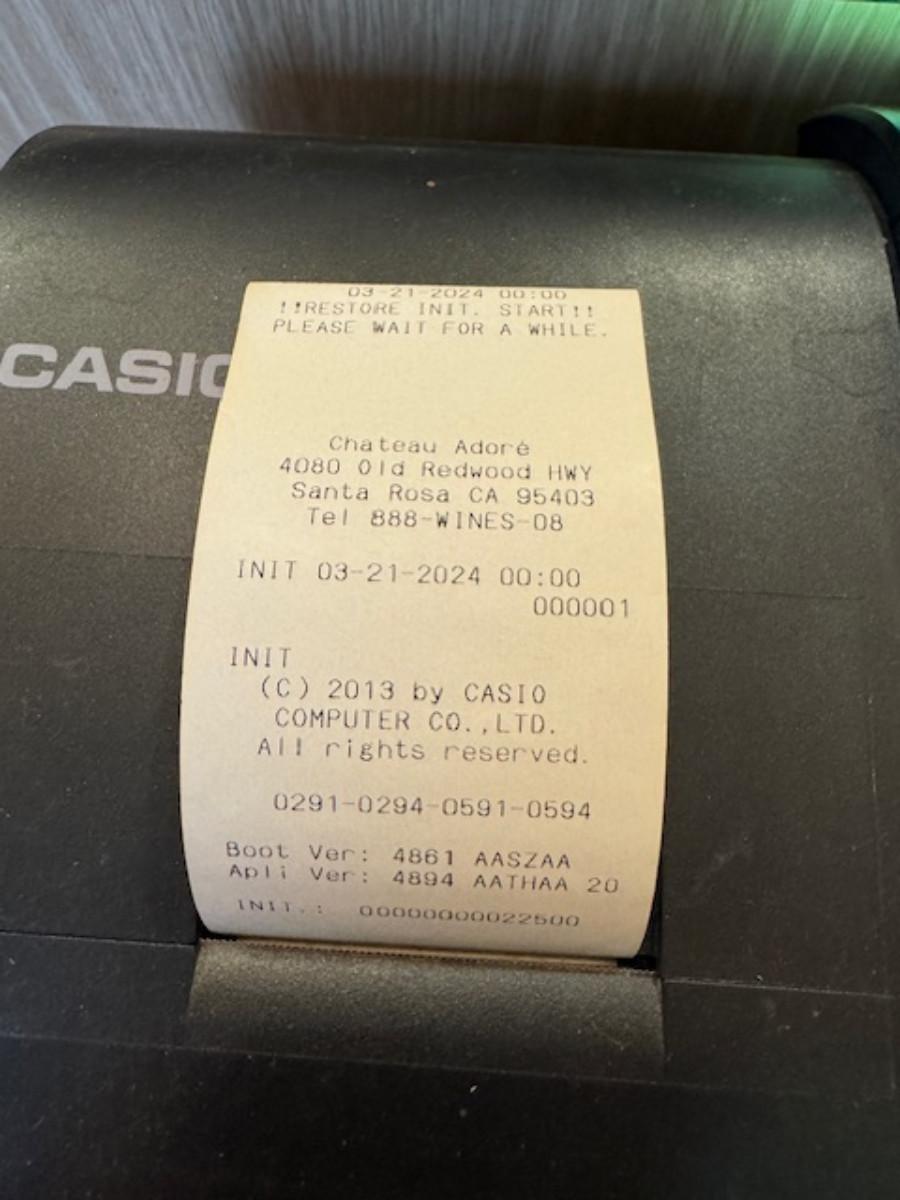 CASIO
03-21-2024 00:00
!!RESTORE INIT. START!!
PLEASE WAIT FOR A WHILE.
Chateau Adoré
4080 Old Redwood HWY
Santa Rosa CA 95403
Tel 888-WINES-08
INIT 03-21-2024 00:00
000001
INIT
(C) 2013 by CASIO
COMPUTER CO.,LTD.
All rights reserved.
0291-0294-0591-0594
Boot Ver: 4861 AASZAA
Apli Ver: 4894 AATHAA 20
INIT.: 00000000022500